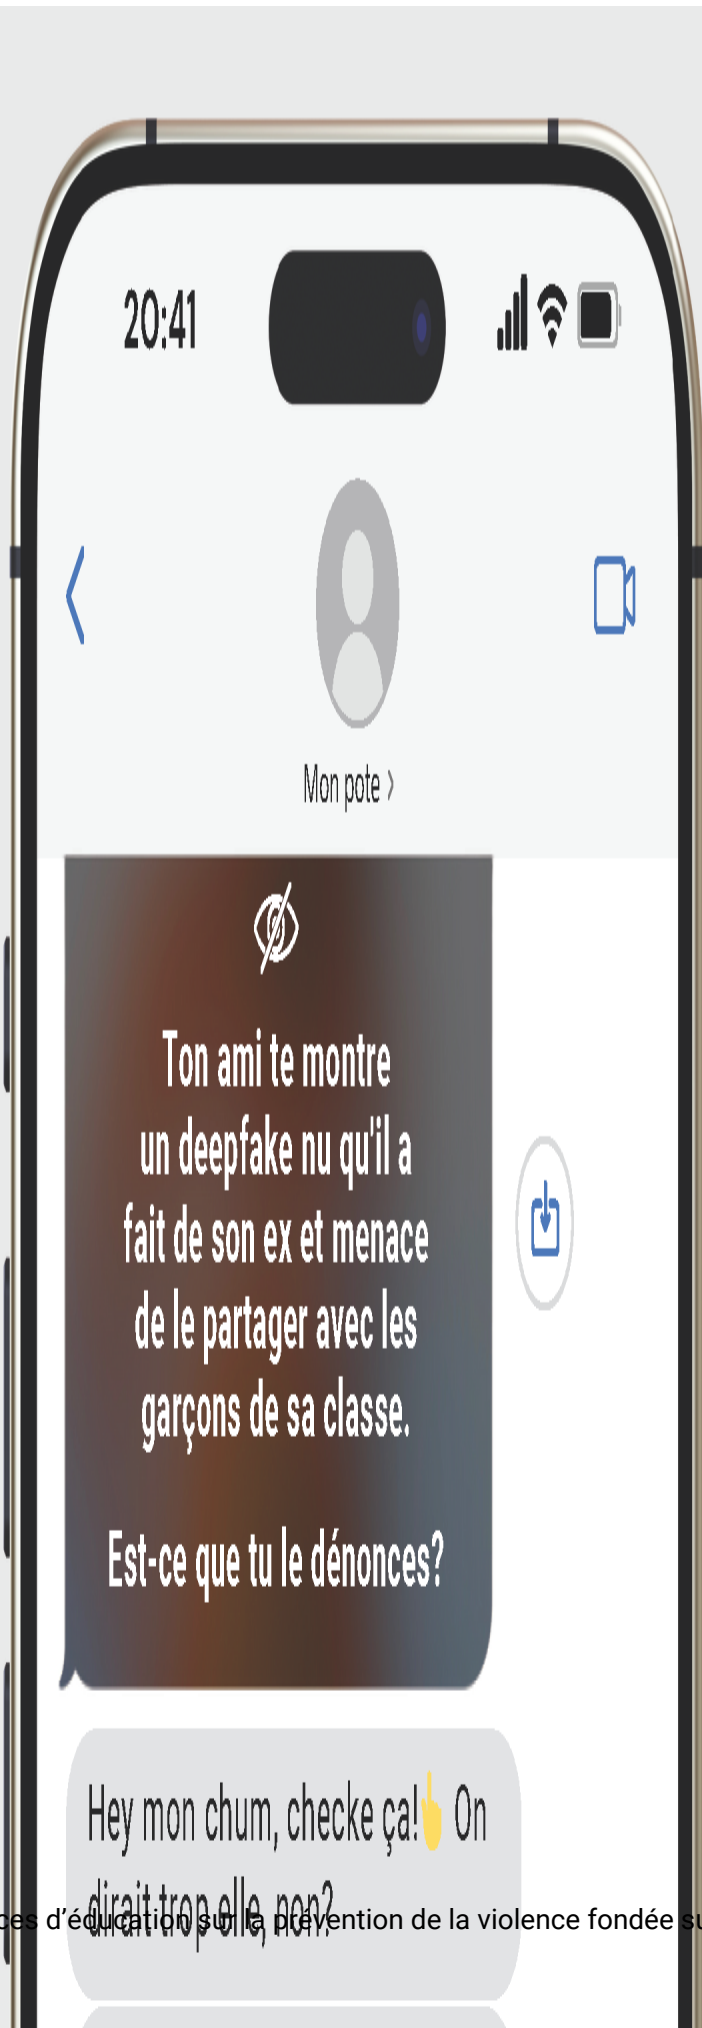 20:41
Mon pote >
Ton ami te montre
un deepfake nu qu'il a
fait de son ex et menace
de le partager avec les
garçons de sa classe.
Est-ce que tu le dénonces?
Hey mon chum, checke ça!👆 On
dirait trop elle, non?
ces d’éducation sur la prévention de la violence fondée su